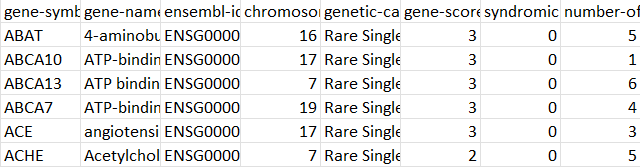 gene-symb gene-name ensembl-id chromosor genetic-ca gene-score syndromic number-of
ABAT 4-aminobu ENSG0000 16 Rare Single 3 0 5
ABCA10 ATP-bindin ENSG0000 17 Rare Single 3 0 1
ABCA13 ATP bindin ENSG0000 7 Rare Single 3 0 6
ABCA7 ATP-bindin ENSG0000 19 Rare Single 3 0 4
ACE angiotensi ENSG0000 17 Rare Single 3 0 3
ACHE Acetylchol ENSG0000 7 Rare Single 2 0 5